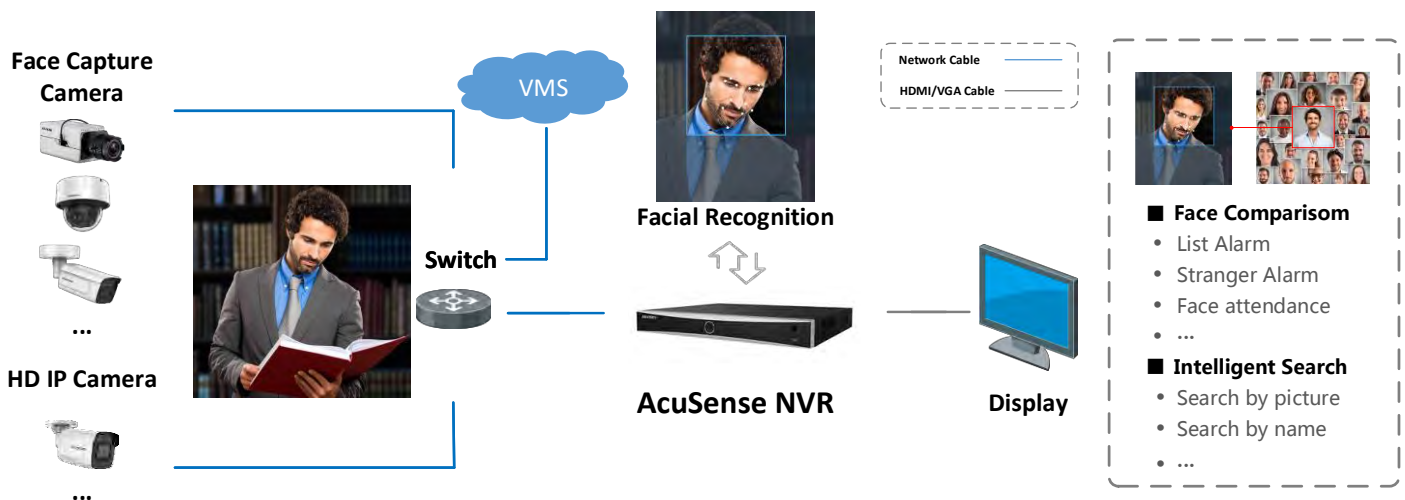 Face Capture
Camera
...
HD IP Camera
...
VMS
Switch
Facial Recognition
AcuSense NVR
Display
Network Cable
HDMI/VGA Cable
■ Face Comparisom
• List Alarm
• Stranger Alarm
• Face attendance
• ...
■ Intelligent Search
• Search by picture
• Search by name
• ...